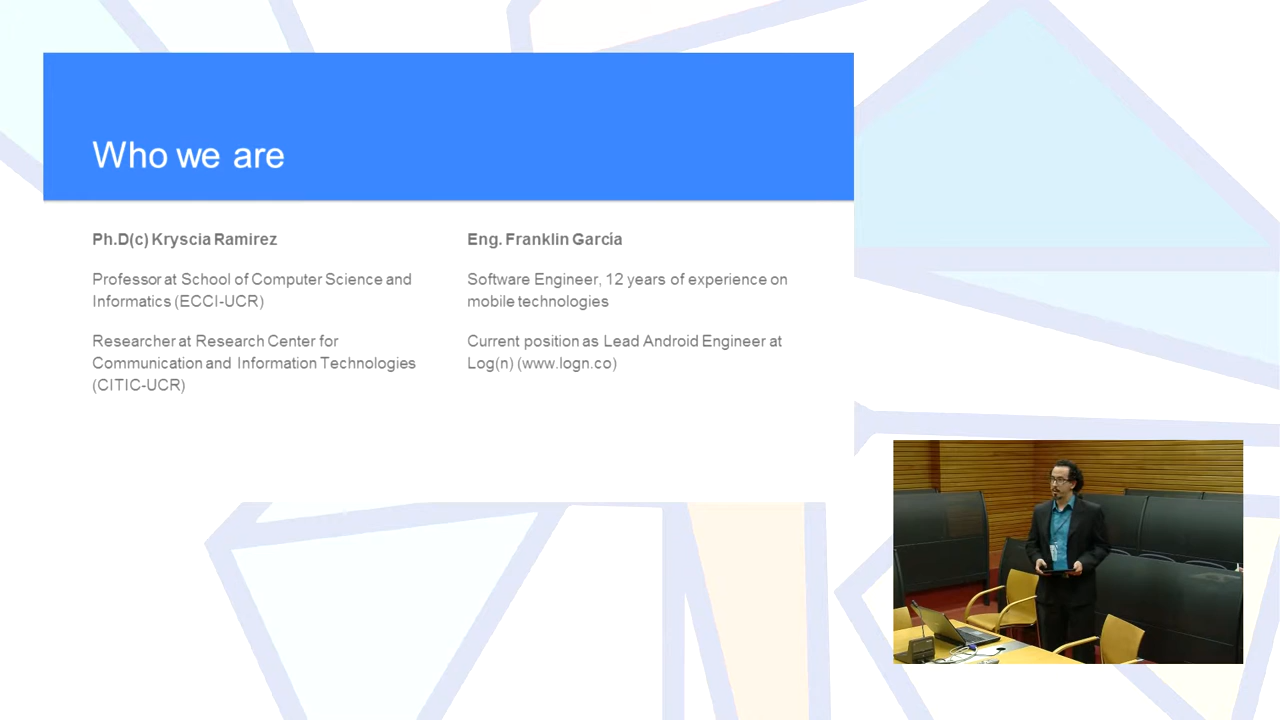 Who we are
Ph.D(c) Kryscia Ramirez
Professor at School of Computer Science and
Informatics (ECCI-UCR)
Researcher at Research Center for
Communication and Information Technologies
(CITIC-UCR)
Eng. Franklin García
Software Engineer, 12 years of experience on
mobile technologies
Current position as Lead Android Engineer at
Log(n) (www.logn.co)